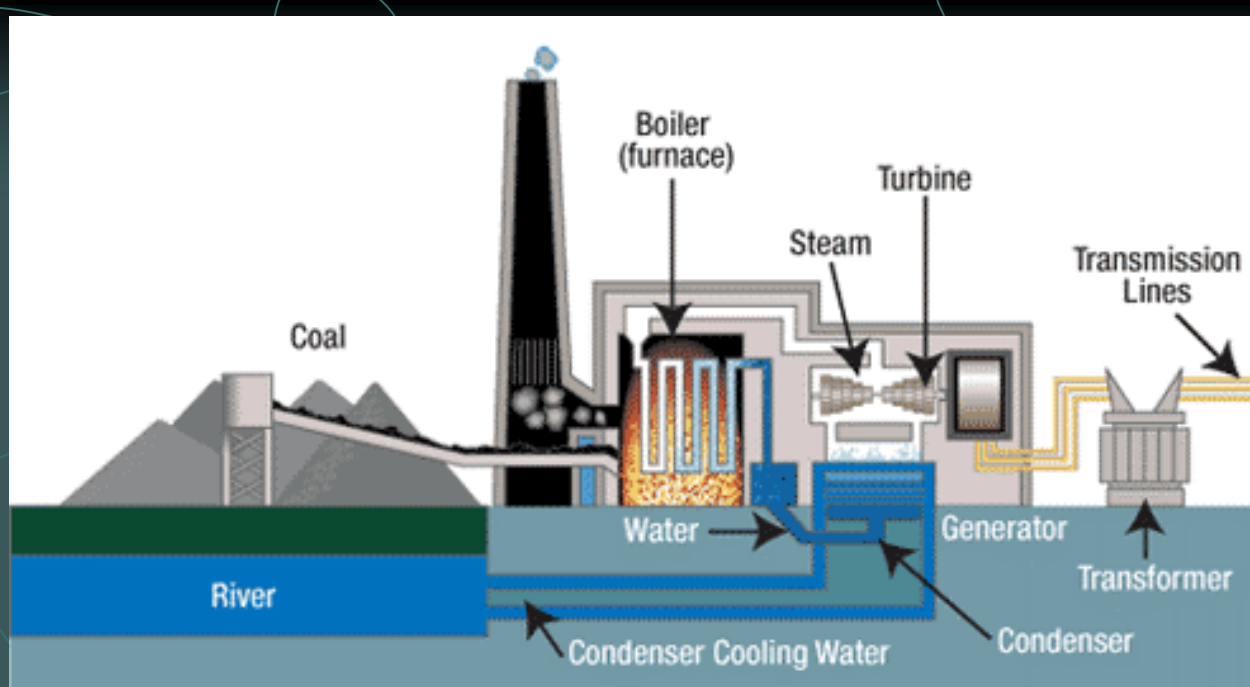 Boiler
(furnace)
Turbine
Steam
Transmission
Lines
Coal
Water
Generator
River
Transformer
Condenser
Condenser Cooling Water